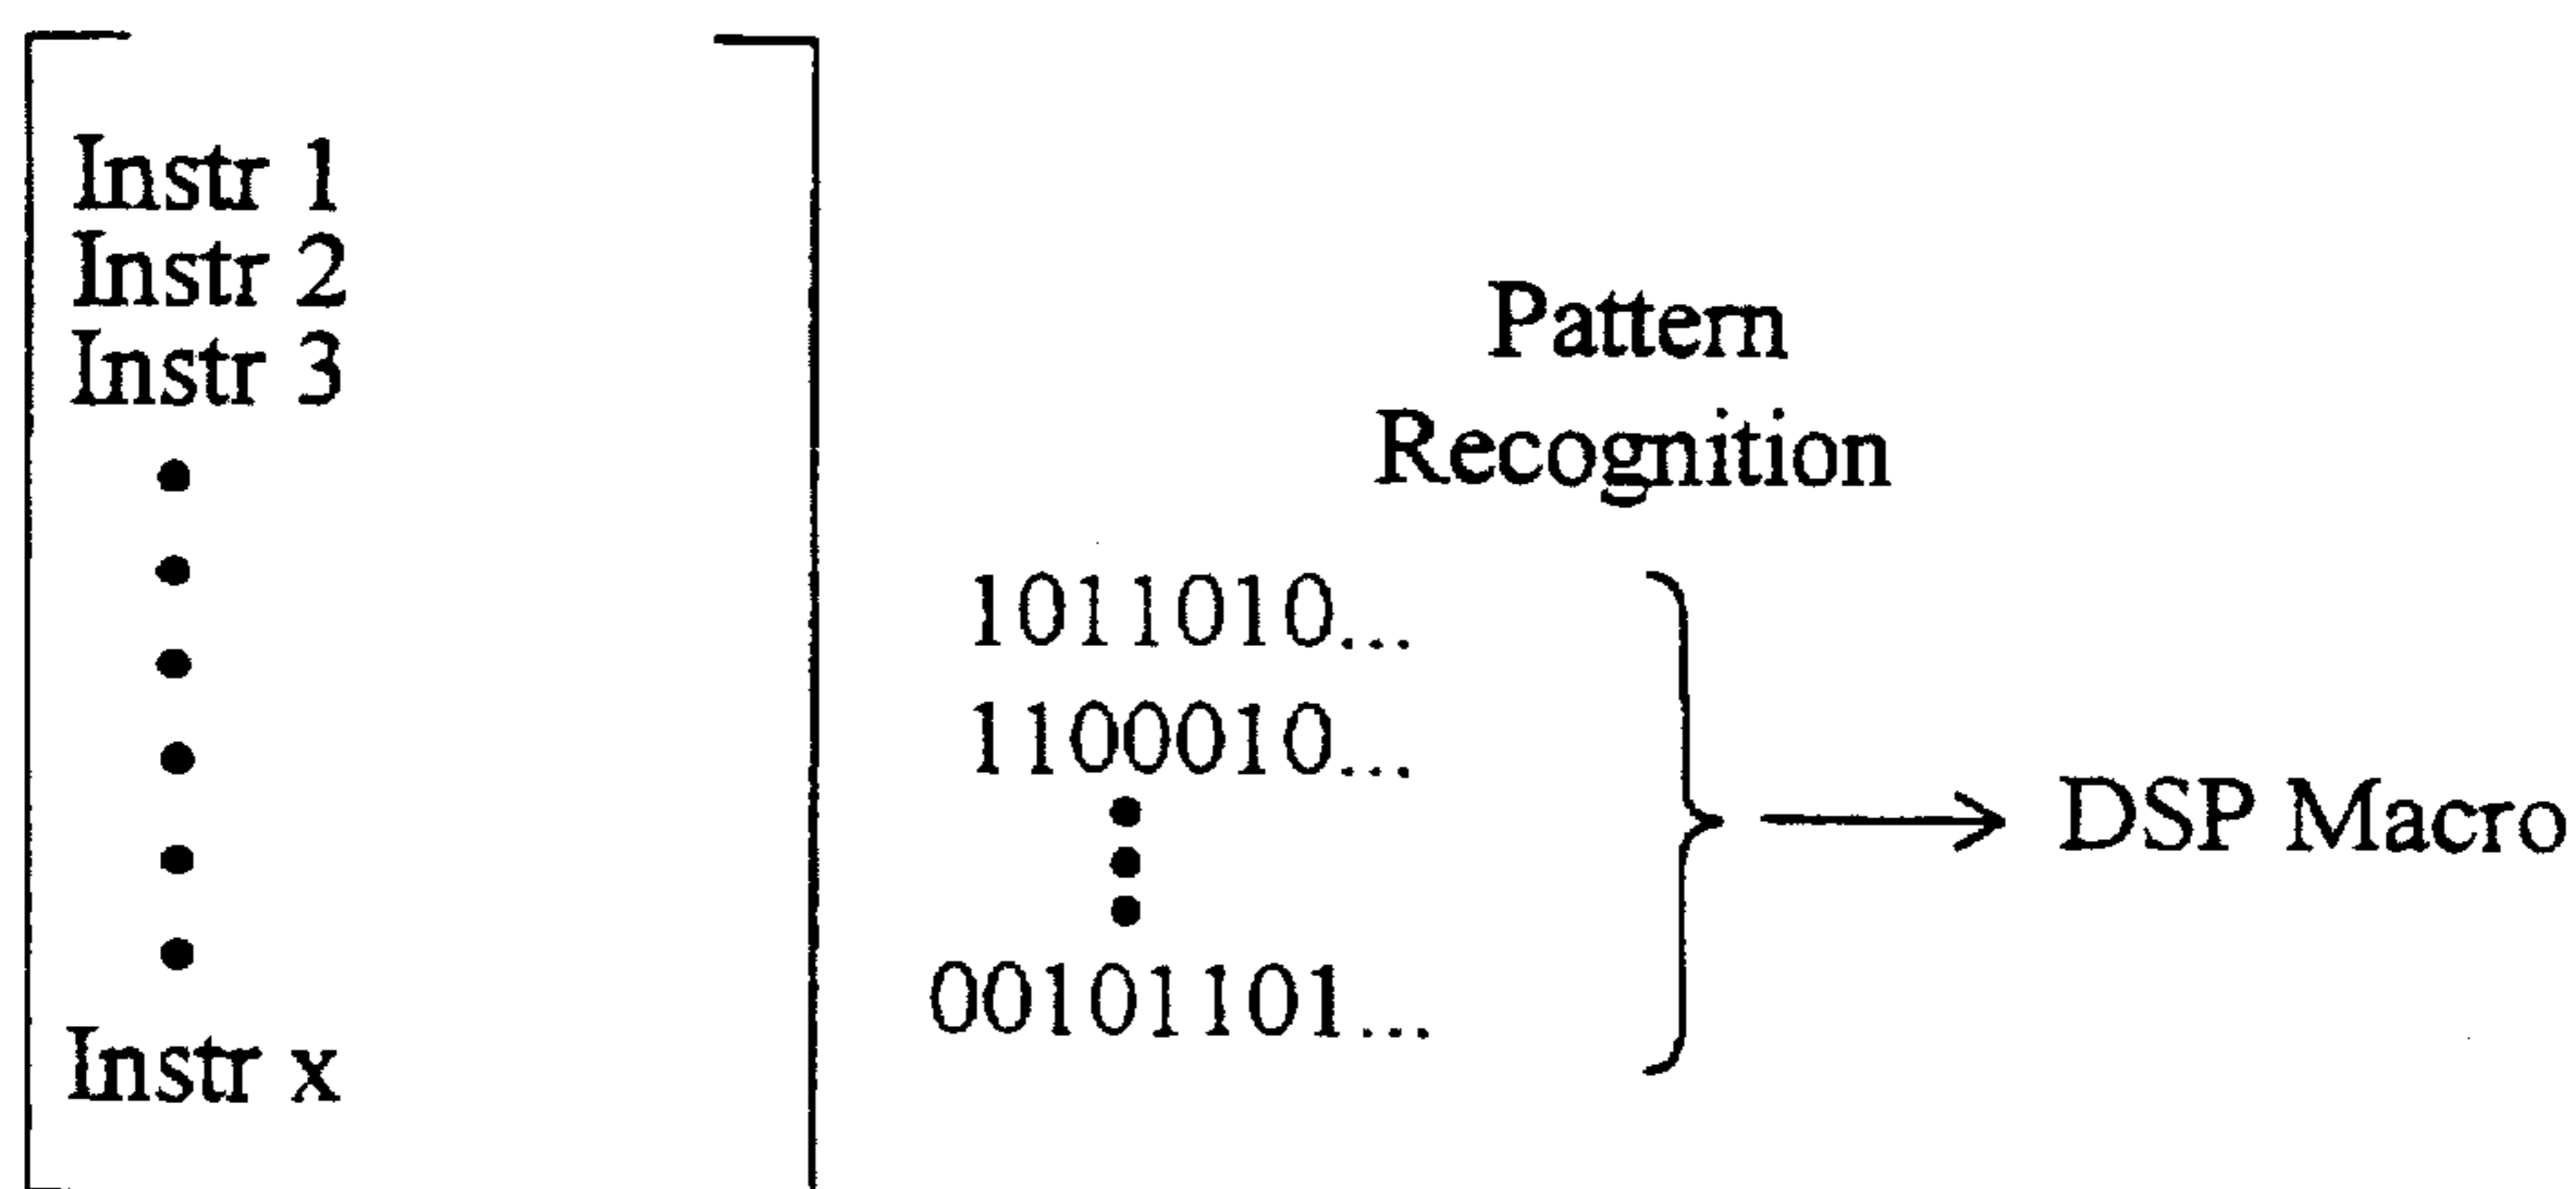 Instr 1
Instr 2
Instr 3
Instr x
Pattern
Recognition
1011010...
1100010...
00101101...
DSP Macro